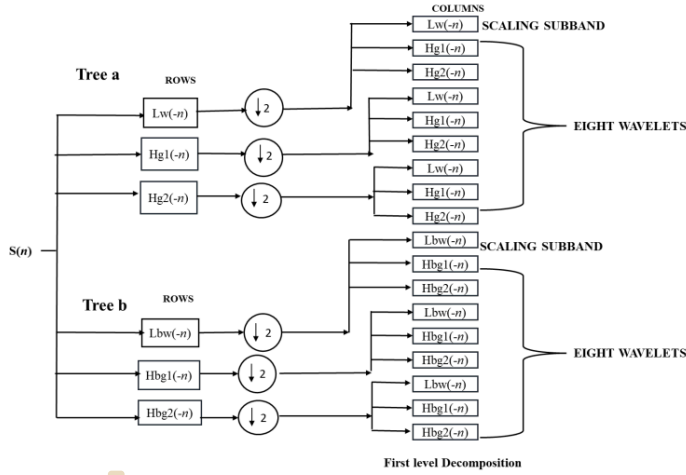 COLUMNS
Lw(-n) SCALING SUBBAND
Hg1(-n)
Hg2(-n)
Tree a
ROWS
Lw(-n)
Lw(-n)
↓ 2
Hg1(-n)
EIGHT WAVELETS
Hg2(-n)
Hg1(-n)
↓ 2
Lw(-n)
Hg1(-n)
Hg2(-n)
Hg2(-n)
↓ 2
S(n)
Lbw(-n) SCALING SUBBAND
Hbg1(-n)
Hbg2(-n)
Tree b
ROWS
Lbw(-n)
Lbw(-n)
↓ 2
Hbg1(-n)
EIGHT WAVELETS
Hbg2(-n)
Hbg1(-n)
↓ 2
Lbw(-n)
Hbg1(-n)
Hbg2(-n)
Hbg2(-n)
↓ 2
First level Decomposition